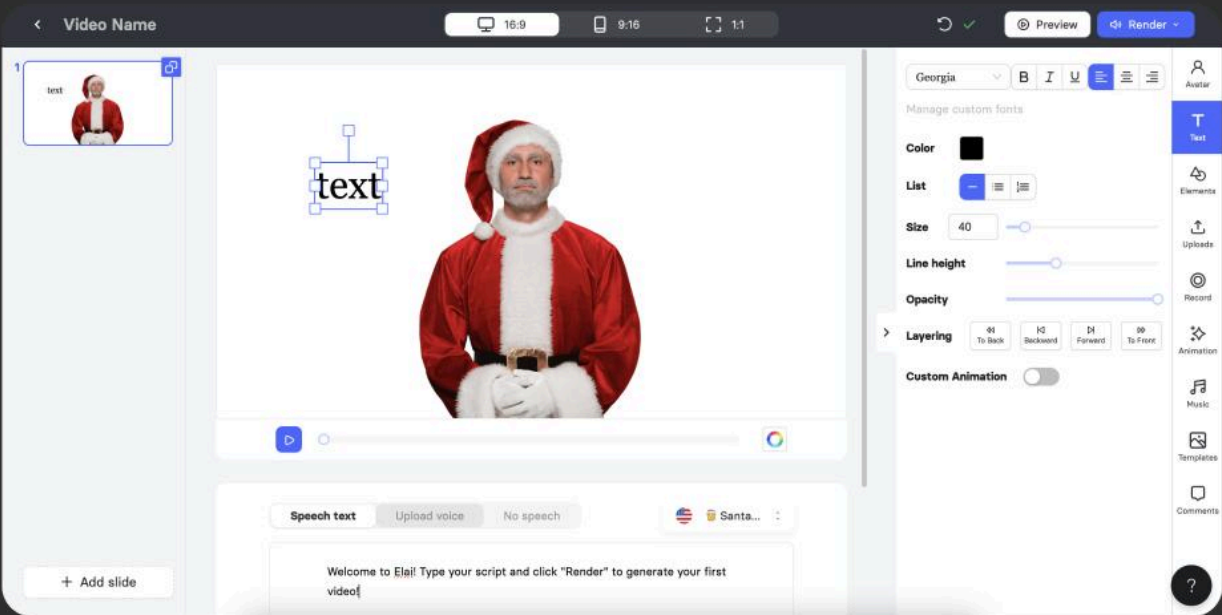 Video Name
16:9
9:16
1:1
Preview
Render
1
text
text
Georgia
B I U
Manage custom fonts
Color
List
Size 40
Line height
Opacity
Layering
To Back
Backward
Forward
To Front
Custom Animation
Avatar
T
Text
Elements
Uploads
Record
Animation
Music
Templates
Comments
?
Speech text
Upload voice
No speech
Santa...
Welcome to Elai! Type your script and click "Render" to generate your first
video!
+ Add slide